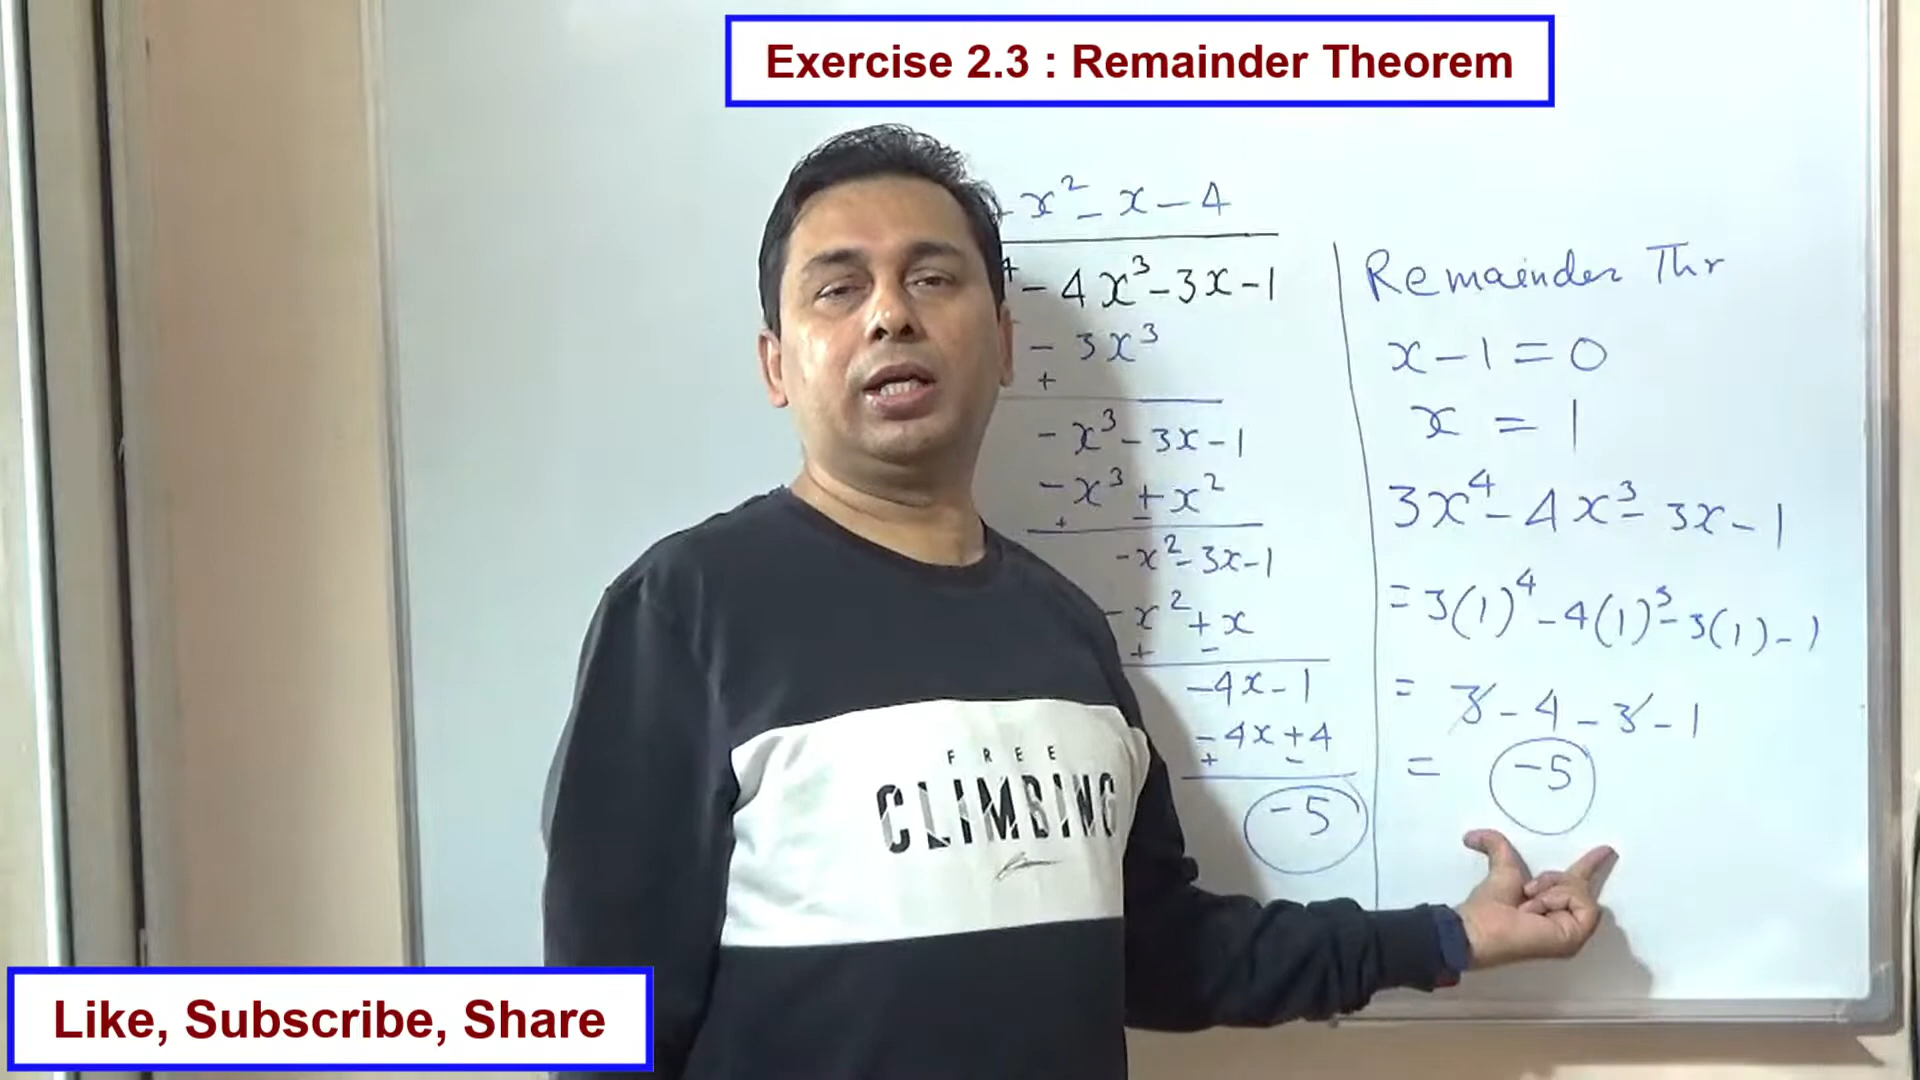 Exercise 2.3 : Remainder Theorem
x² - x - 4
- 4x³ - 3x - 1
- 3x³
+
- x³ - 3x - 1
- x³ + x²
+ -
- x² - 3x - 1
- x² + x
+ -
- 4x - 1
- 4x + 4
+ -
- 5
Remainder Thr
x - 1 = 0
x = 1
3x⁴ - 4x³ - 3x - 1
= 3(1)⁴ - 4(1)³ - 3(1) - 1
= 3 - 4 - 3 - 1
= - 5
FREE
CLIMBING
Like, Subscribe, Share